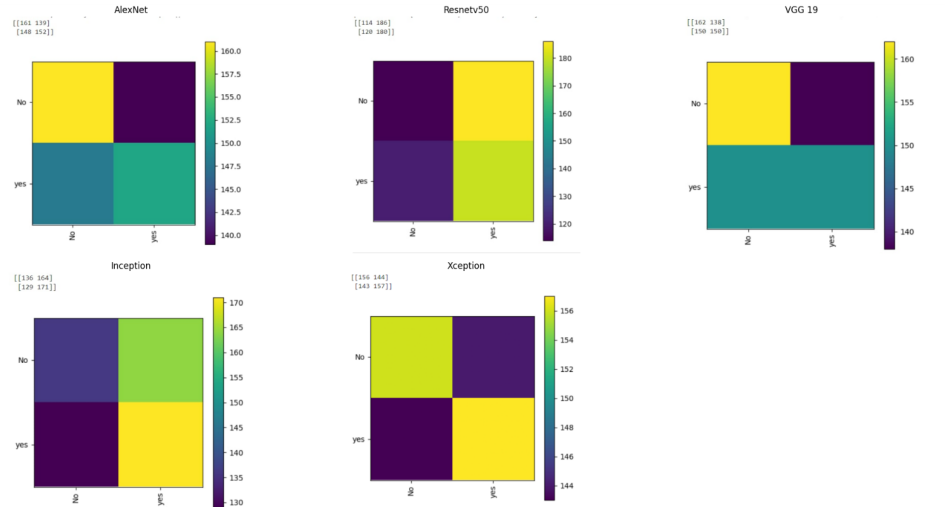 AlexNet
[[161 139]
[148 152]]
No
yes
No
yes
160.0
157.5
155.0
152.5
150.0
147.5
145.0
142.5
140.0
Resnetv50
[[114 186]
[120 180]]
No
yes
No
yes
180
170
160
150
140
130
120
VGG 19
[[162 138]
[150 150]]
No
yes
No
yes
160
155
150
145
140
Inception
[[136 164]
[129 171]]
No
yes
No
yes
170
165
160
155
150
145
140
135
130
Xception
[[156 144]
[143 157]]
No
yes
No
yes
156
154
152
150
148
146
144